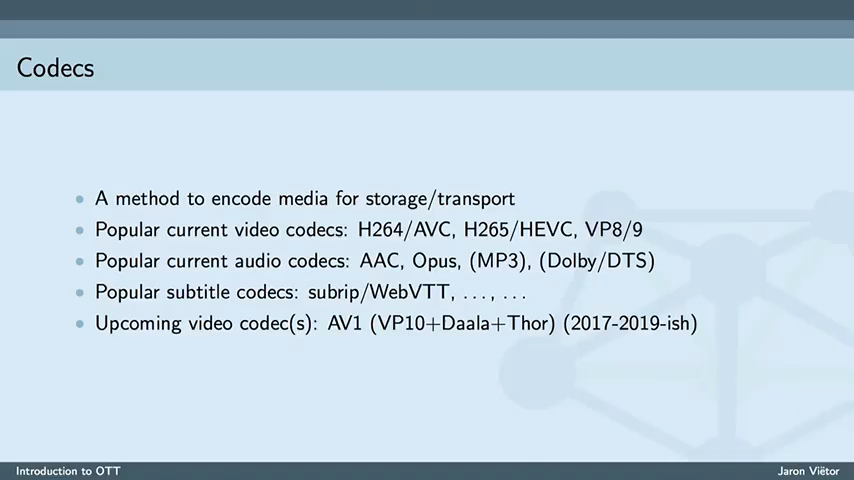 Codecs
• A method to encode media for storage/transport
• Popular current video codecs: H264/AVC, H265/HEVC, VP8/9
• Popular current audio codecs: AAC, Opus, (MP3), (Dolby/DTS)
• Popular subtitle codecs: subrip/WebVTT, ..., ...
• Upcoming video codec(s): AV1 (VP10+Daala+Thor) (2017-2019-ish)
Introduction to OTT
Jaron Viëtor